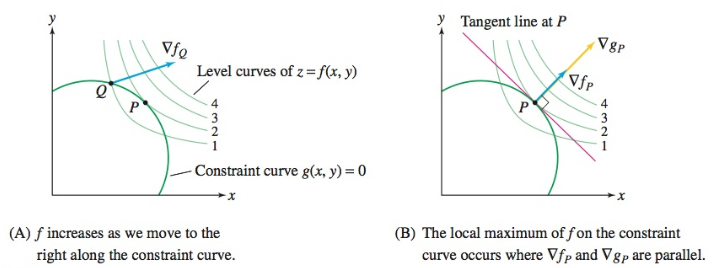 y
∇f_Q
Level curves of z = f(x, y)
Q
P
4
3
2
1
Constraint curve g(x, y) = 0
x
(A) f increases as we move to the
right along the constraint curve.
y
Tangent line at P
∇g_P
∇f_P
P
4
3
2
1
x
(B) The local maximum of f on the constraint
curve occurs where ∇f_P and ∇g_P are parallel.